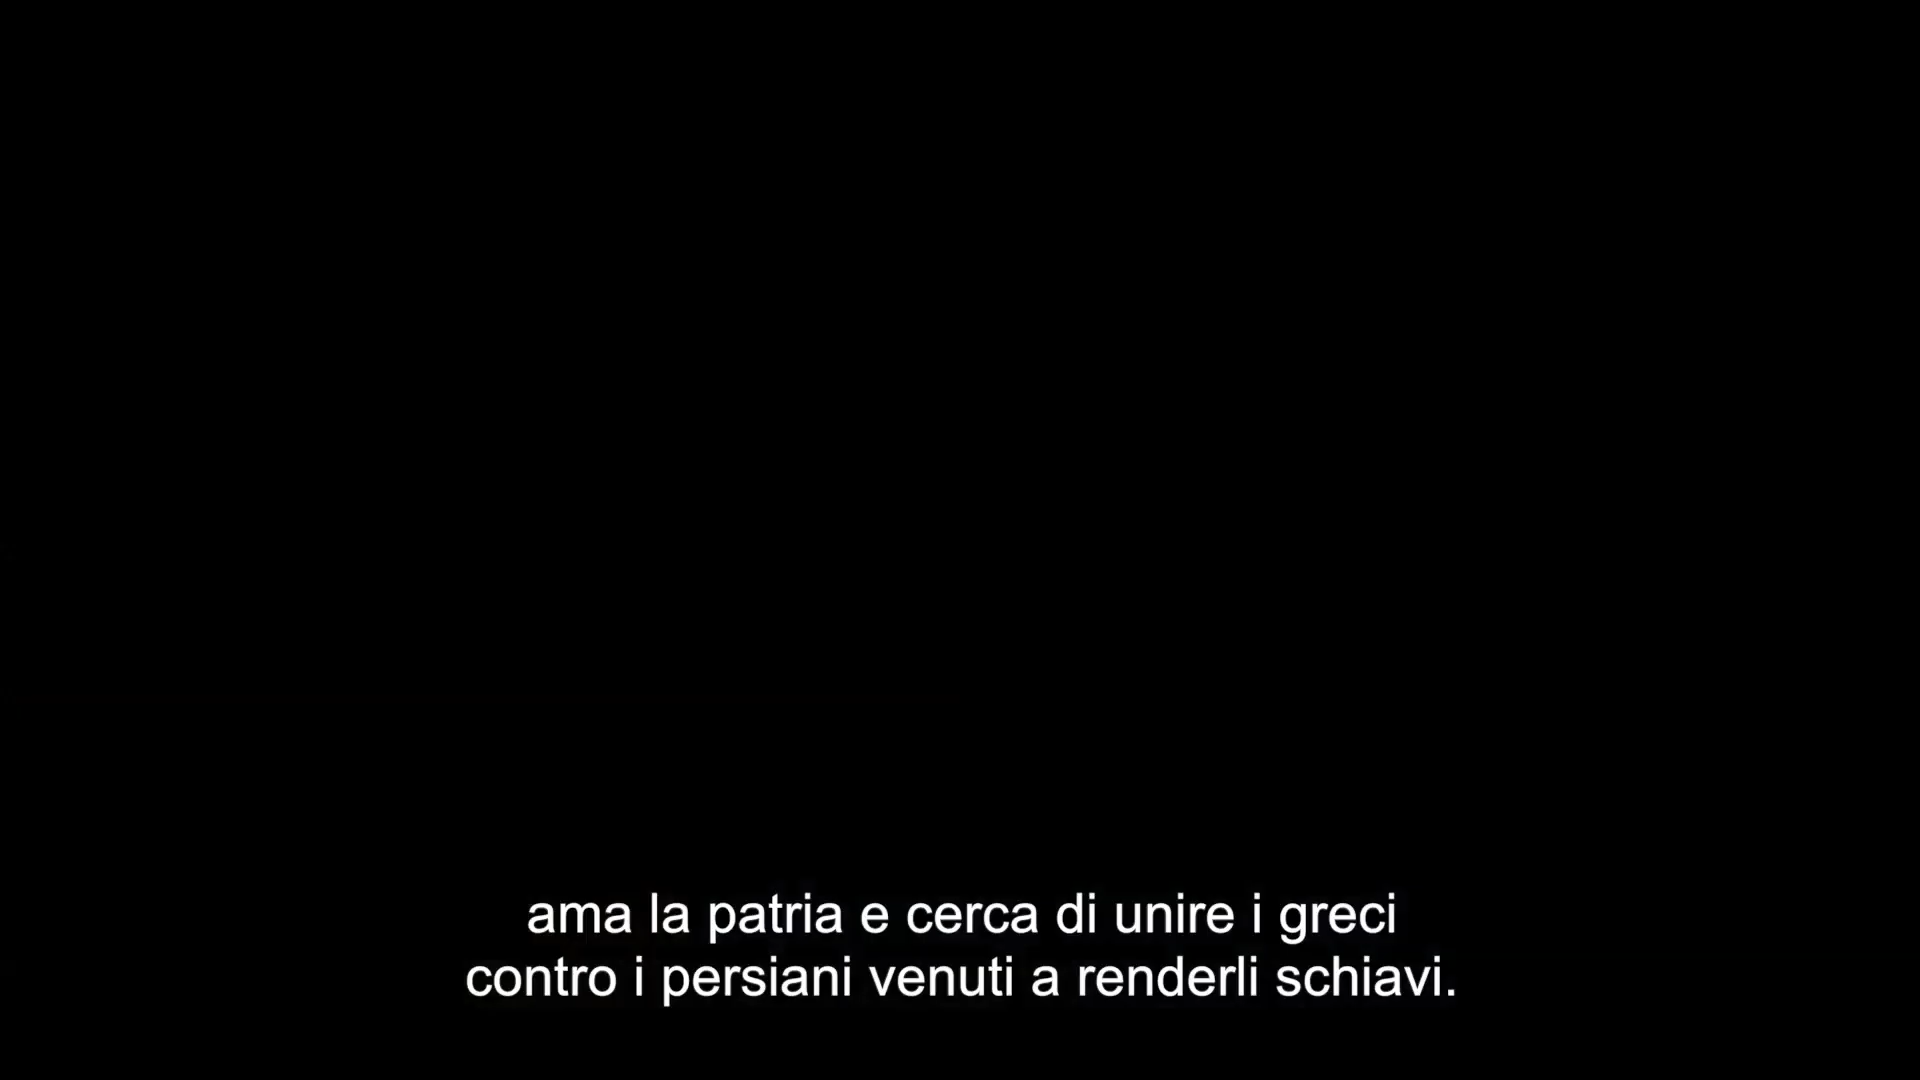 ama la patria e cerca di unire i greci
contro i persiani venuti a renderli schiavi.